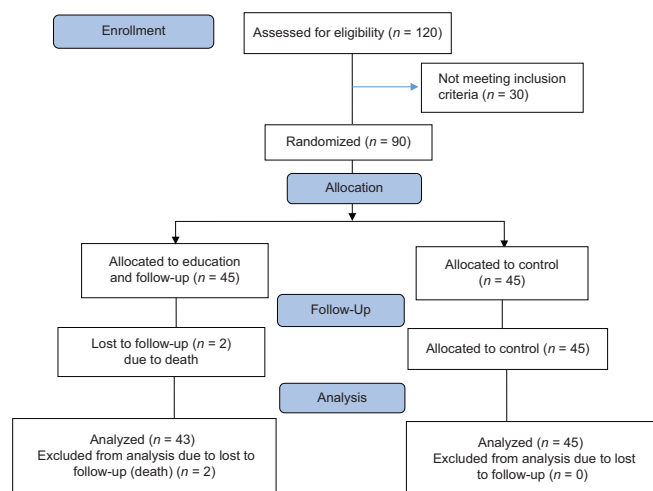 Enrollment
Assessed for eligibility (n = 120)
Not meeting inclusion
criteria (n = 30)
Randomized (n = 90)
Allocation
Allocated to education
and follow-up (n = 45)
Allocated to control
(n = 45)
Follow-Up
Lost to follow-up (n = 2)
due to death
Allocated to control (n = 45)
Analysis
Analyzed (n = 43)
Excluded from analysis due to lost to
follow-up (death) (n = 2)
Analyzed (n = 45)
Excluded from analysis due to lost
to follow-up (n = 0)